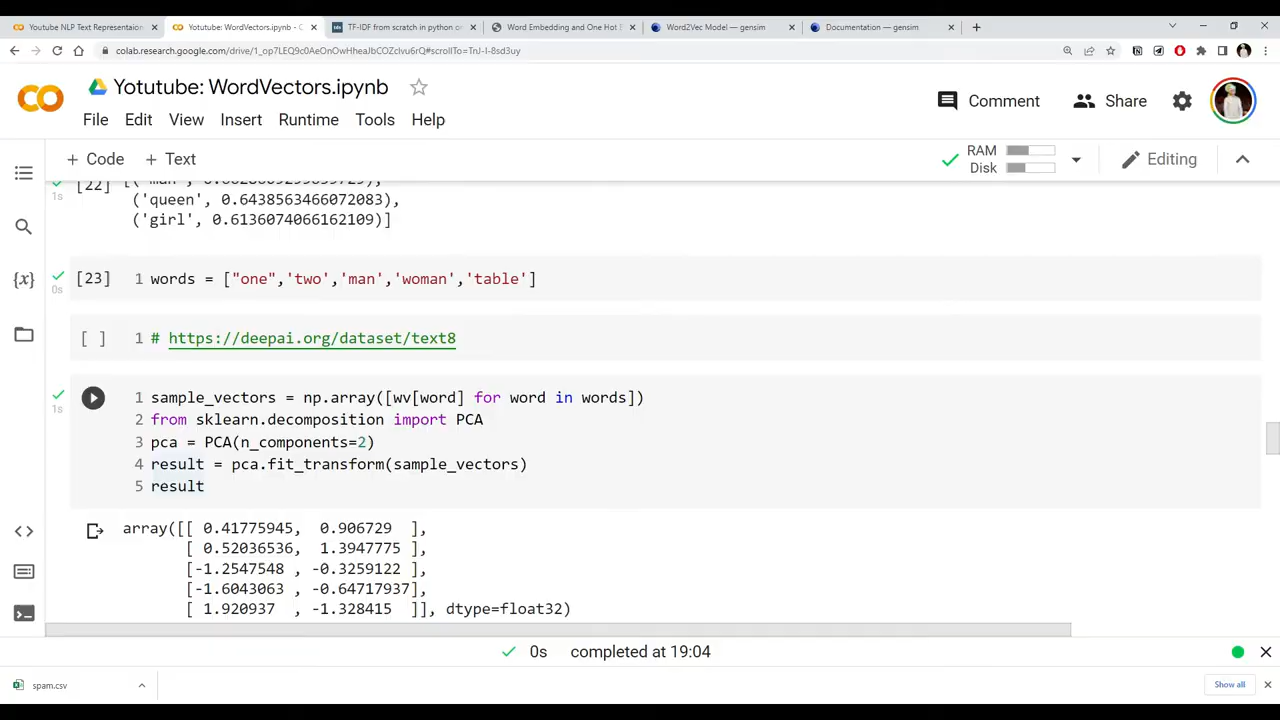 Youtube NLP Text Representaion
Yotutube: WordVectors.ipynb - C
TF-IDF from scratch in python o
Word Embedding and One Hot E
Word2Vec Model — gensim
Documentation — gensim
colab.research.google.com/drive/1_op7LEQ9c0AeOnOwHheaJbCOZcIvu6rQ#scrollTo=TnJ-I-8sd3uy
Yotutube: WordVectors.ipynb
File Edit View Insert Runtime Tools Help
Comment Share
+ Code + Text
RAM
Disk
Editing
[22]
1s
('queen', 0.6438563466072083),
('girl', 0.6136074066162109)]
[23]
0s
1 words = ["one",'two','man','woman','table']
[ ]
1 # https://deepai.org/dataset/text8
1s
1 sample_vectors = np.array([wv[word] for word in words])
2 from sklearn.decomposition import PCA
3 pca = PCA(n_components=2)
4 result = pca.fit_transform(sample_vectors)
5 result
array([[ 0.41775945, 0.906729 ],
[ 0.52036536, 1.3947775 ],
[-1.2547548 , -0.3259122 ],
[-1.6043063 , -0.64717937],
[ 1.920937 , -1.328415 ]], dtype=float32)
0s completed at 19:04
spam.csv
Show all